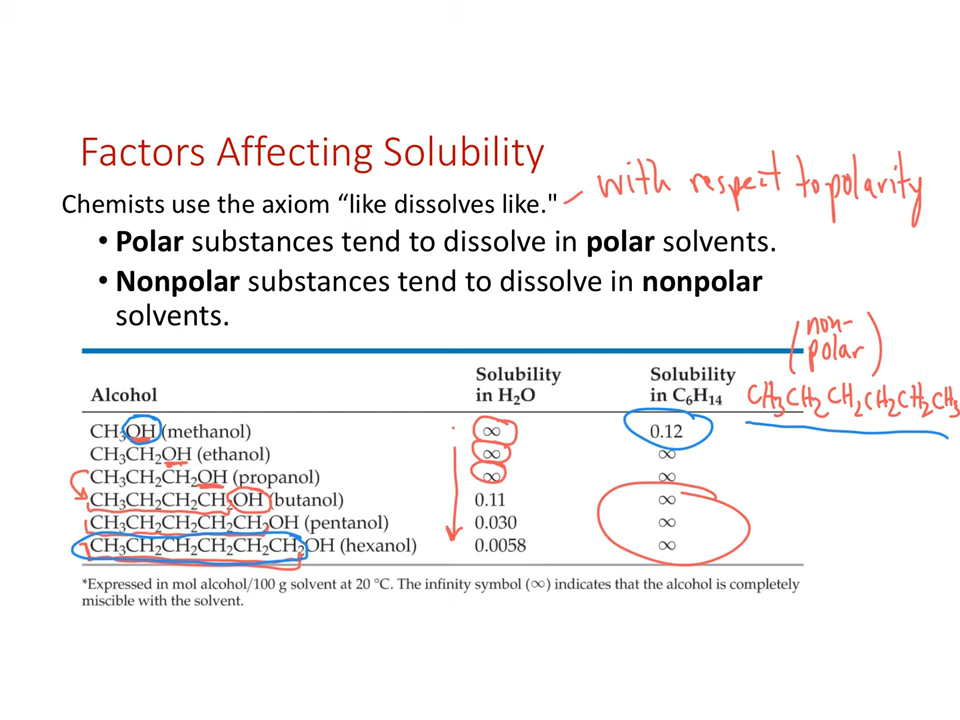 Factors Affecting Solubility
Chemists use the axiom “like dissolves like."
with respect to polarity
• Polar substances tend to dissolve in polar solvents.
• Nonpolar substances tend to dissolve in nonpolar
solvents.
(non-
polar)
CH₃CH₂CH₂CH₂CH₂CH₃
Alcohol Solubility in H₂O Solubility in C₆H₁₄
CH₃OH (methanol) ∞ 0.12
CH₃CH₂OH (ethanol) ∞ ∞
CH₃CH₂CH₂OH (propanol) ∞ ∞
CH₃CH₂CH₂CH₂OH (butanol) 0.11 ∞
CH₃CH₂CH₂CH₂CH₂OH (pentanol) 0.030 ∞
CH₃CH₂CH₂CH₂CH₂CH₂OH (hexanol) 0.0058 ∞
*Expressed in mol alcohol/100 g solvent at 20 °C. The infinity symbol (∞) indicates that the alcohol is completely
miscible with the solvent.